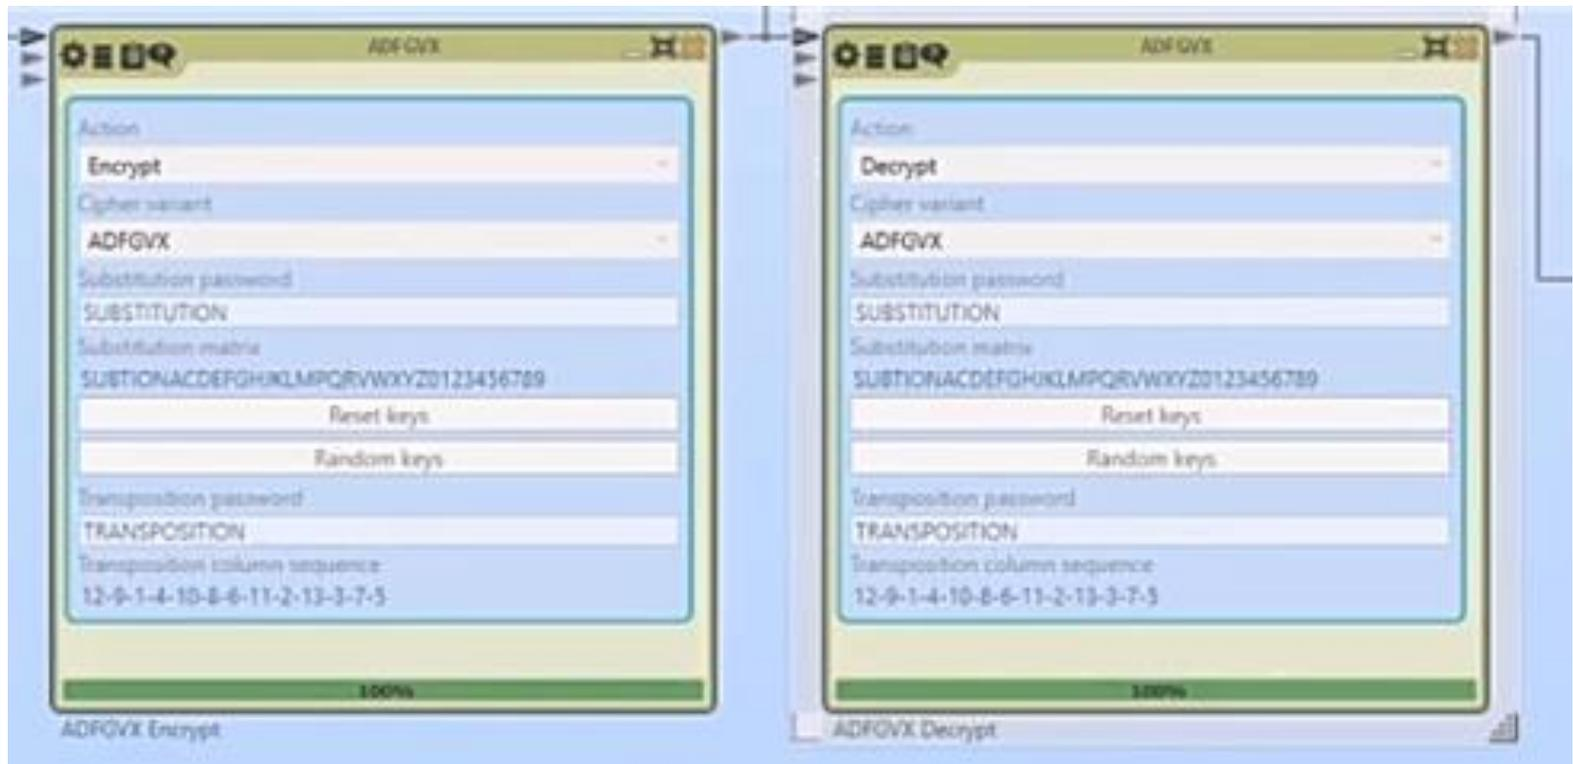 ADFGVX
Action
Encrypt
Cipher variant
ADFGVX
Substitution password
SUBSTITUTION
Substitution matrix
SUBTIONACDEFGHJKLMPQRVWXYZ0123456789
Reset keys
Random keys
Transposition password
TRANSPOSITION
Transposition column sequence
12-9-1-4-10-8-6-11-2-13-3-7-5
100%
ADFGVX Encrypt
ADFGVX
Action
Decrypt
Cipher variant
ADFGVX
Substitution password
SUBSTITUTION
Substitution matrix
SUBTIONACDEFGHJKLMPQRVWXYZ0123456789
Reset keys
Random keys
Transposition password
TRANSPOSITION
Transposition column sequence
12-9-1-4-10-8-6-11-2-13-3-7-5
100%
ADFGVX Decrypt